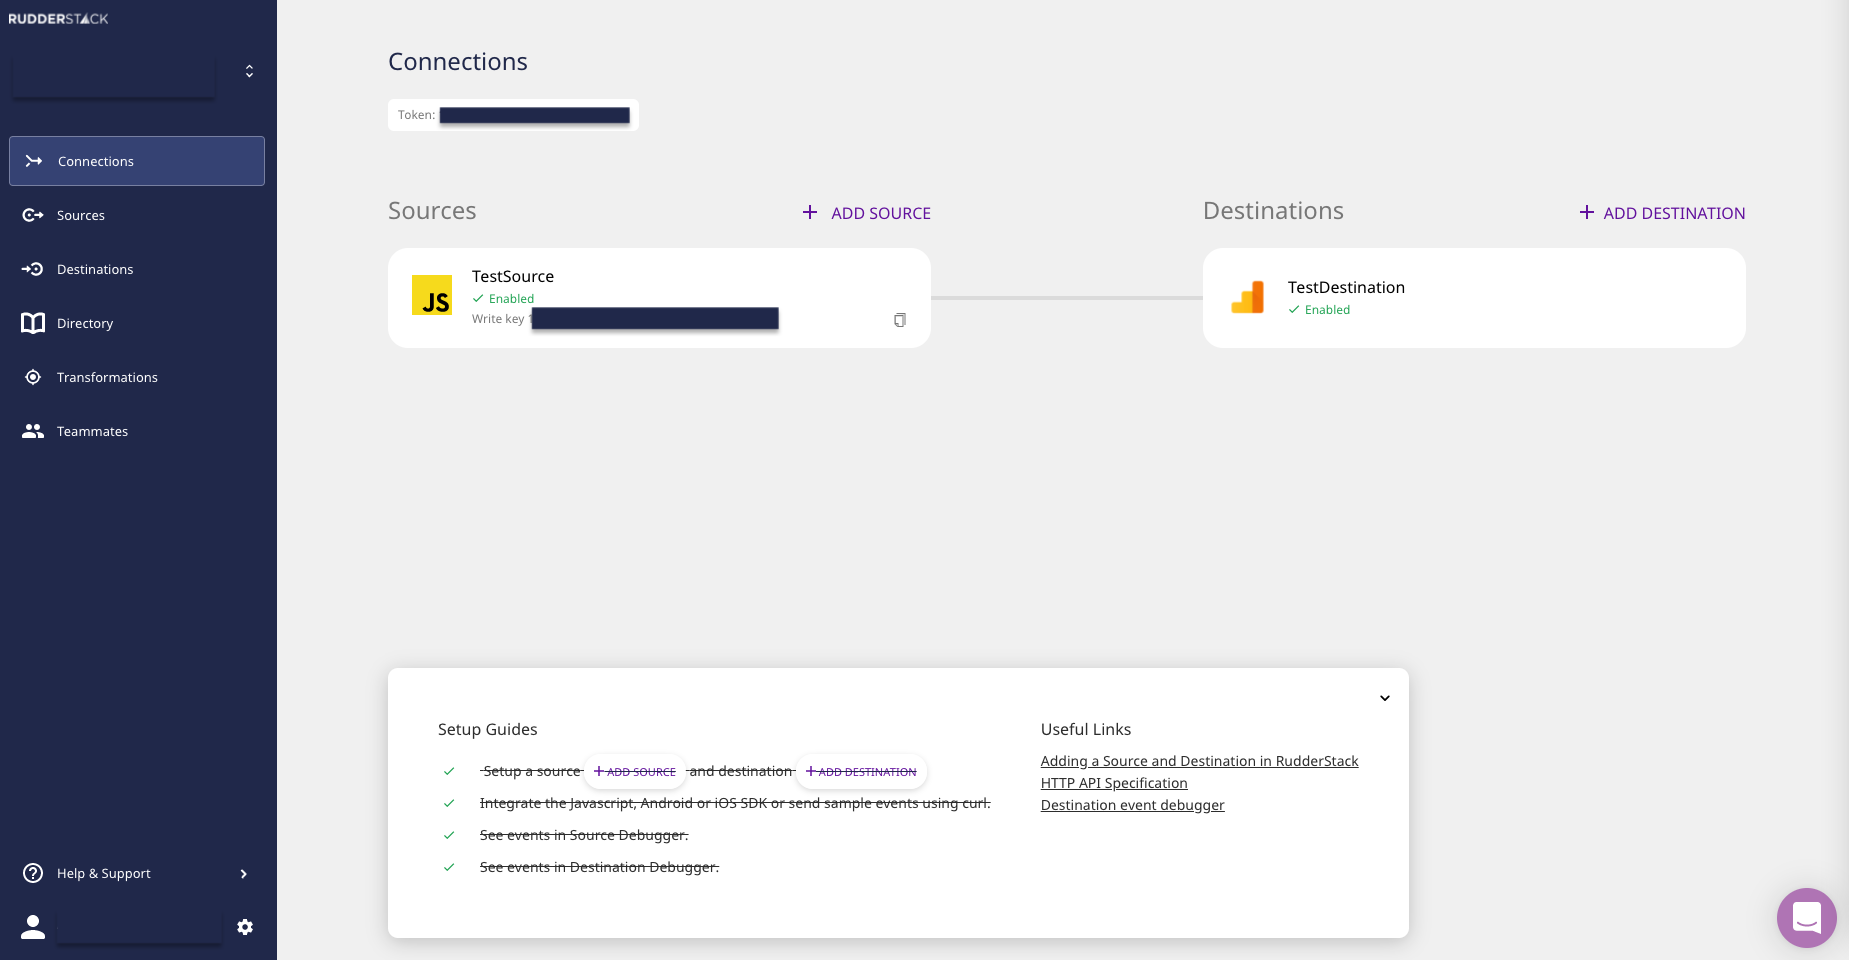 RUDDERSTACK
Connections
Sources
Destinations
Directory
Transformations
Teammates
Help & Support
Connections
Token:
Sources
ADD SOURCE
Destinations
ADD DESTINATION
JS
TestSource
Enabled
Write key
TestDestination
Enabled
Setup Guides
Setup a source + ADD SOURCE and destination + ADD DESTINATION
Integrate the Javascript, Android or iOS SDK or send sample events using curl.
See events in Source Debugger.
See events in Destination Debugger.
Useful Links
Adding a Source and Destination in RudderStack
HTTP API Specification
Destination event debugger